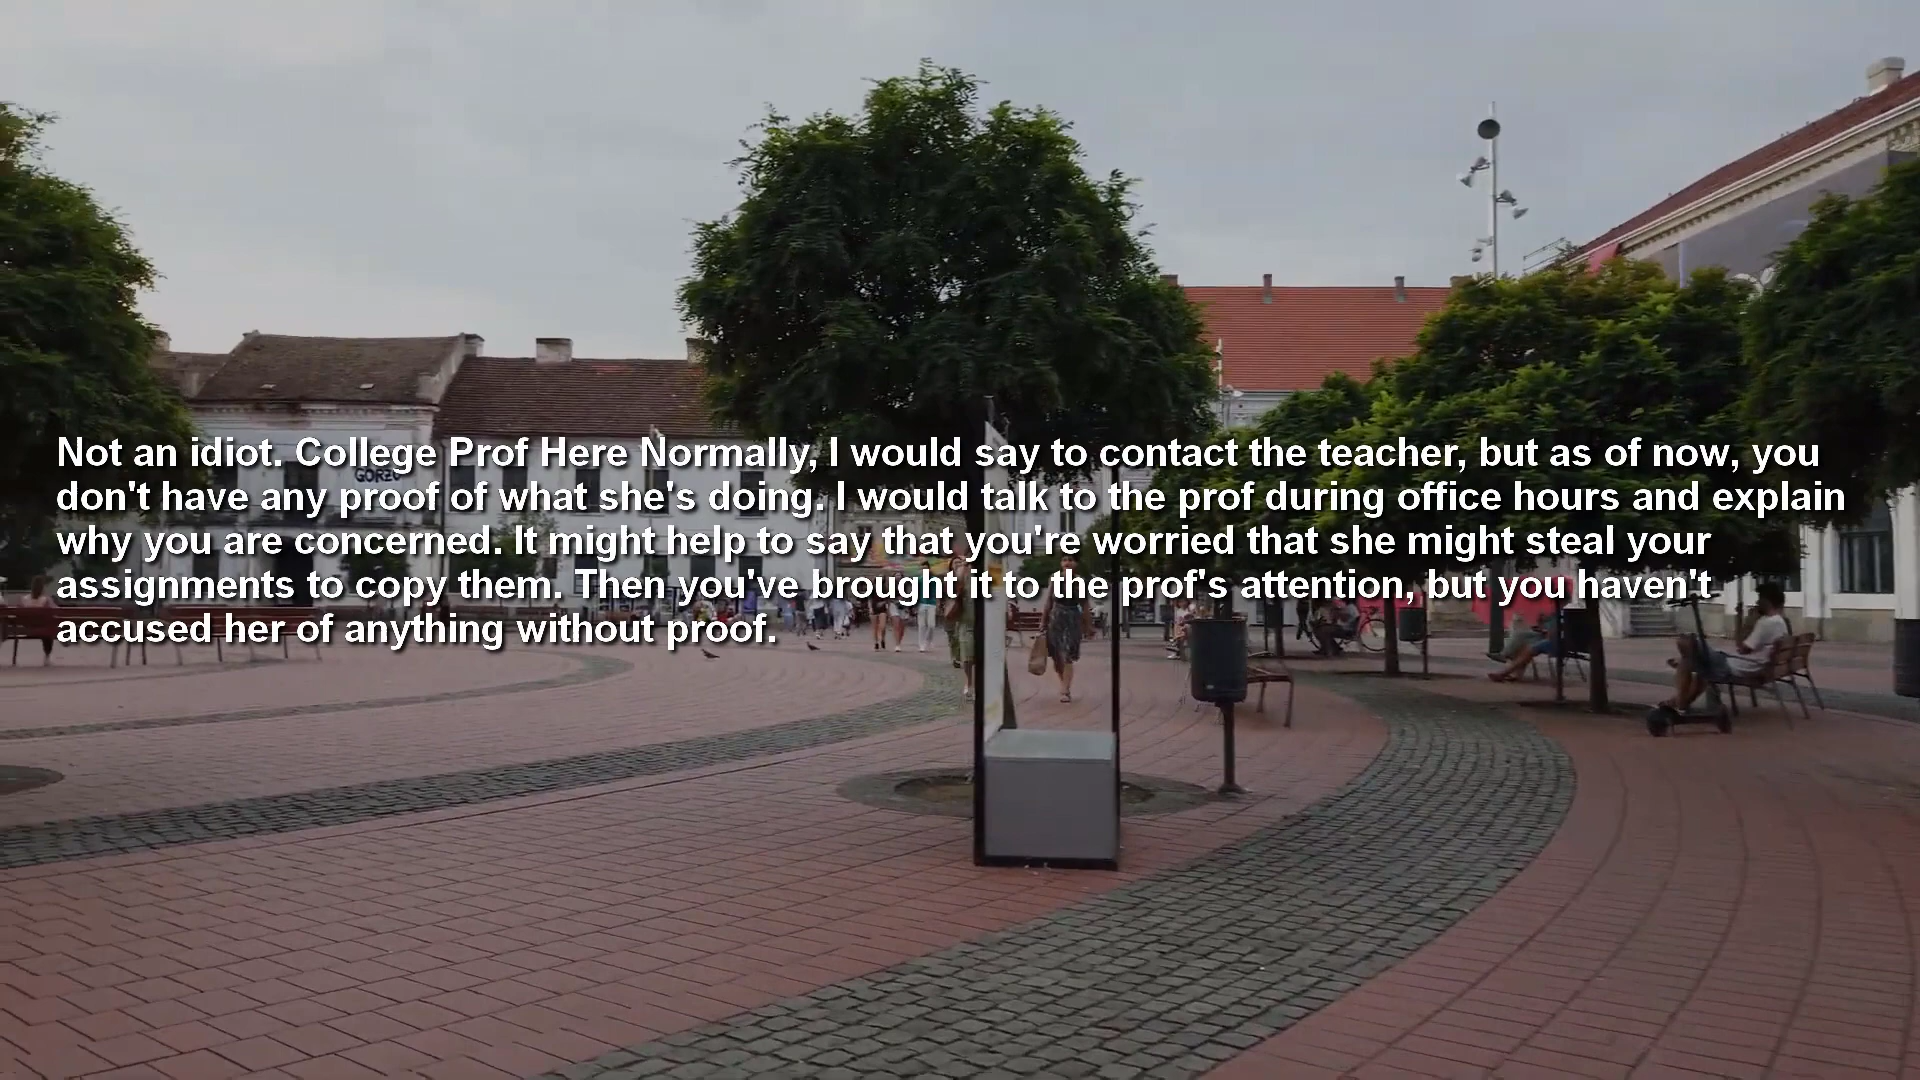 Not an idiot. College Prof Here Normally, I would say to contact the teacher, but as of now, you
don't have any proof of what she's doing. I would talk to the prof during office hours and explain
why you are concerned. It might help to say that you're worried that she might steal your
assignments to copy them. Then you've brought it to the prof's attention, but you haven't
accused her of anything without proof.